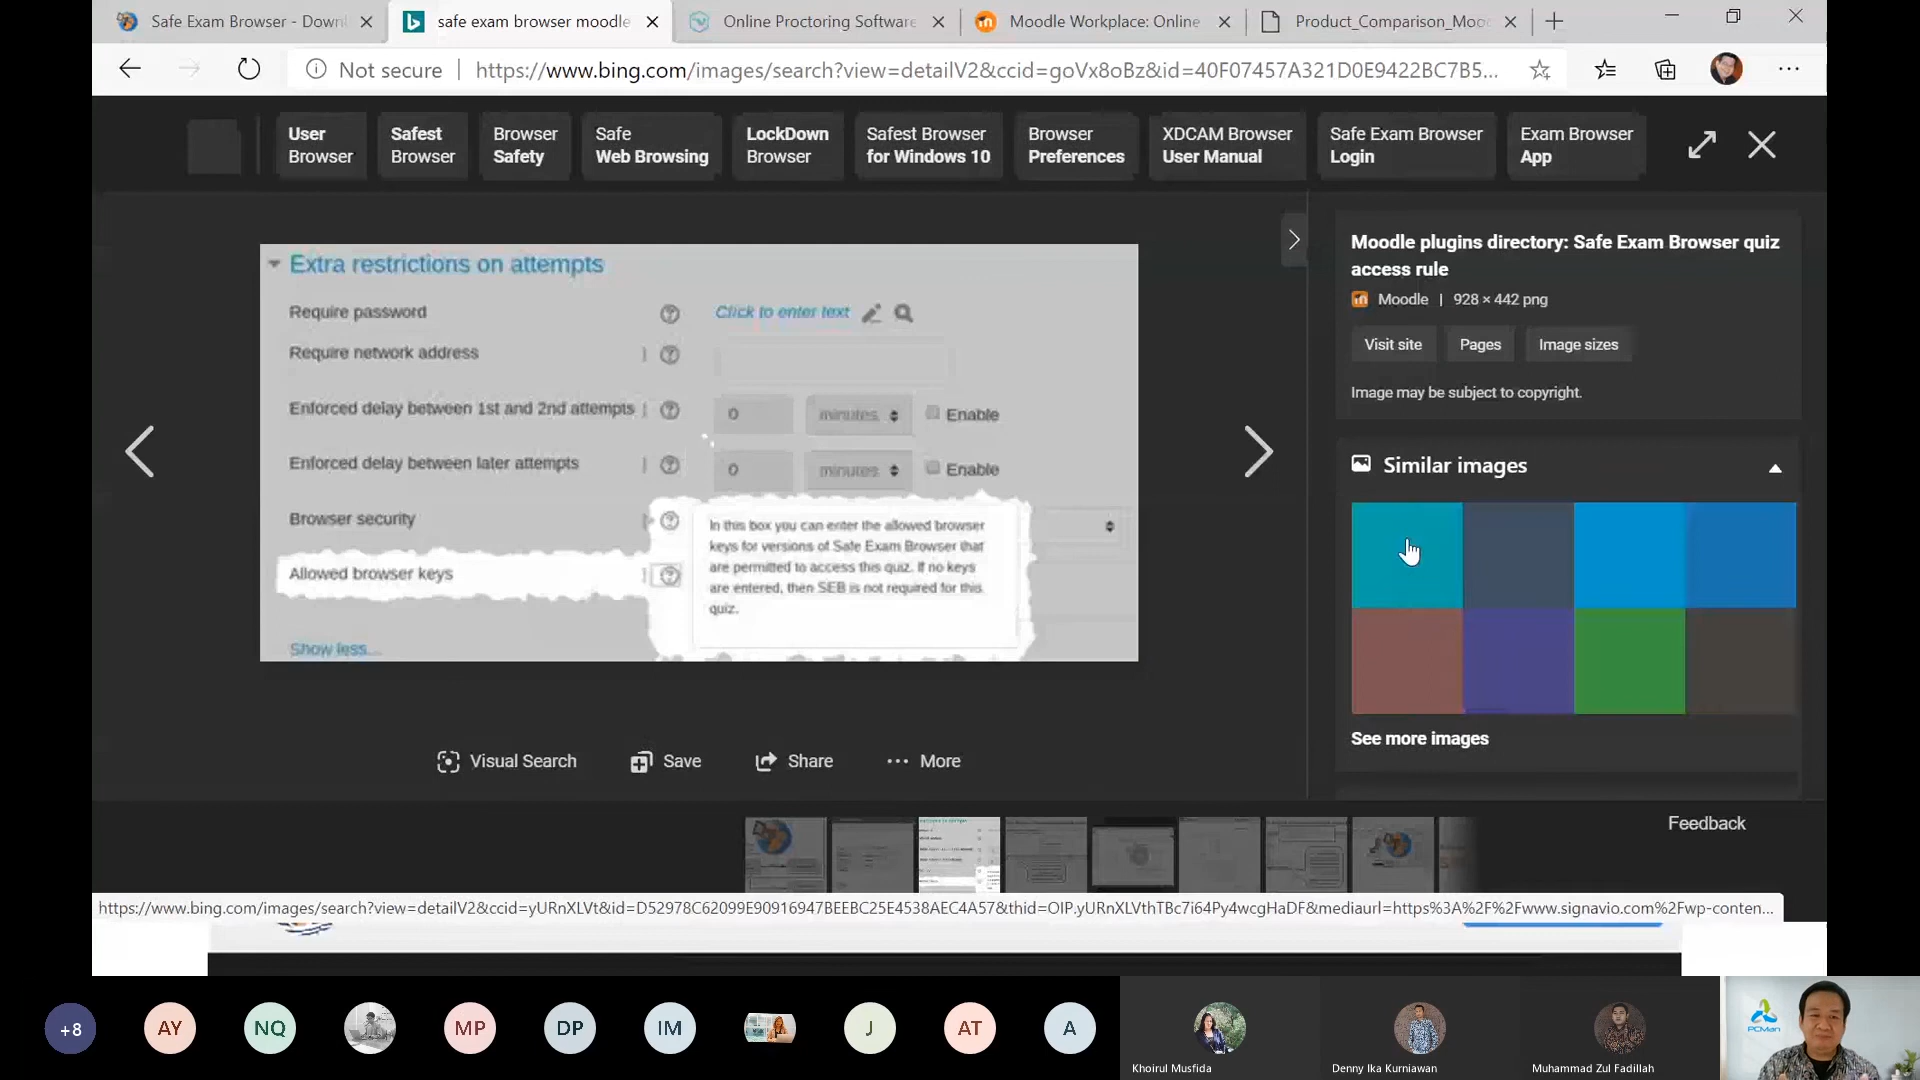 Safe Exam Browser - Downl
safe exam browser moodle
Online Proctoring Software
Moodle Workplace: Online
Product_Comparison_Moo
Not secure
https://www.bing.com/images/search?view=detailV2&ccid=goVx8oBz&id=40F07457A321D0E9422BC7B5...
User
Browser
Safest
Browser
Browser
Safety
Safe
Web Browsing
LockDown
Browser
Safest Browser
for Windows 10
Browser
Preferences
XDCAM Browser
User Manual
Safe Exam Browser
Login
Exam Browser
App
Extra restrictions on attempts
Require password
Click to enter text
Require network address
Enforced delay between 1st and 2nd attempts
0
minutes
Enable
Enforced delay between later attempts
0
minutes
Enable
Browser security
Allowed browser keys
In this box you can enter the allowed browser
keys for versions of Safe Exam Browser that
are permitted to access this quiz. If no keys
are entered, then SEB is not required for this
quiz.
Show less...
Moodle plugins directory: Safe Exam Browser quiz
access rule
Moodle | 928 × 442 png
Visit site
Pages
Image sizes
Image may be subject to copyright.
Similar images
See more images
Visual Search
Save
Share
More
Feedback
https://www.bing.com/images/search?view=detailV2&ccid=yURnXLVt&id=D52978C62099E90916947BEEBC25E4538AEC4A57&thid=OIP.yURnXLVthTBc7i64Py4wcgHaDF&mediaurl=https%3A%2F%2Fwww.signavio.com%2Fwp-conten...
+8
AY
NQ
MP
DP
IM
J
AT
A
Khoirul Musfida
Denny Ika Kurniawan
Muhammad Zul Fadillah
PCMan